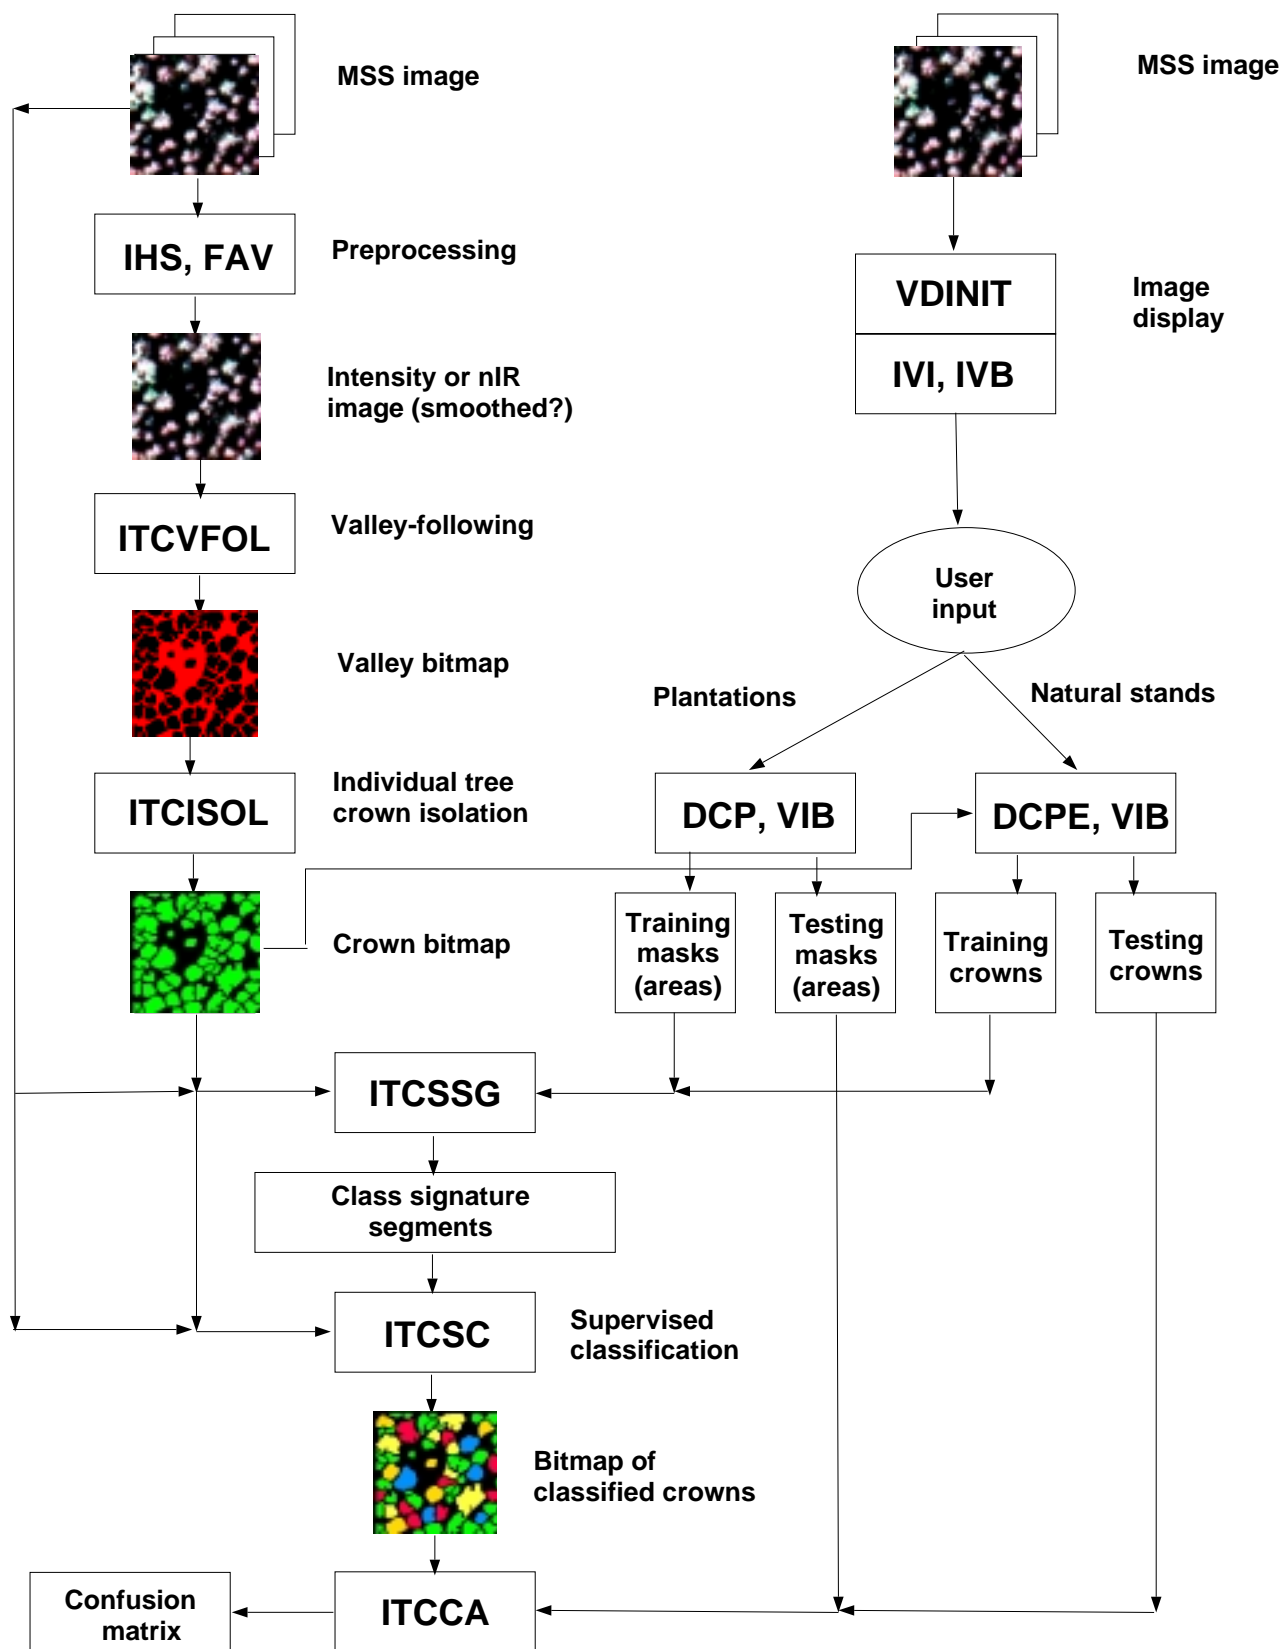 MSS image
MSS image
IHS, FAV
Preprocessing
VDINIT
Image
display
IVI, IVB
Intensity or nIR
image (smoothed?)
ITCVFOL
Valley-following
User
input
Valley bitmap
Plantations
Natural stands
ITCISOL
Individual tree
crown isolation
DCP, VIB
DCPE, VIB
Crown bitmap
Training
masks
(areas)
Testing
masks
(areas)
Training
crowns
Testing
crowns
ITCSSG
Class signature
segments
ITCSC
Supervised
classification
Bitmap of
classified crowns
Confusion
matrix
ITCCA